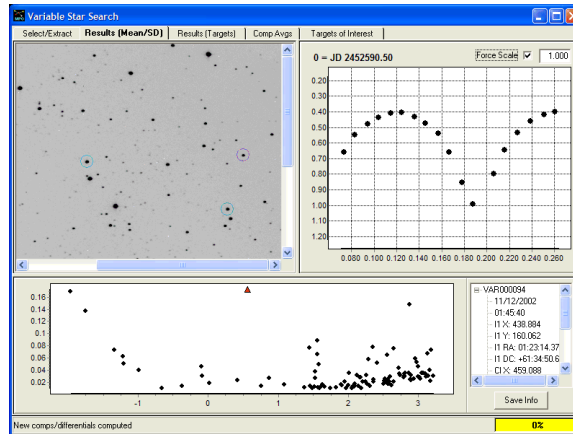 Variable Star Search
Select/Extract Results (Mean/SD) Results (Targets) Comp Avgs Targets of Interest
0 = JD 2452590.50 Force Scale 1.000
0.20
0.30
0.40
0.50
0.60
0.70
0.80
0.90
1.00
1.10
1.20
0.080 0.100 0.120 0.140 0.160 0.180 0.200 0.220 0.240 0.260
0.16
0.14
0.12
0.10
0.08
0.06
0.04
0.02
-1 0 1 2 3
VAR000094
11/12/2002
01:45:40
I1 X: 438.884
I1 Y: 160.062
I1 RA: 01:23:14.37
I1 DC: +61:34:50.6
CI X: 459.088
Save Info
New comps/differentials computed 0%